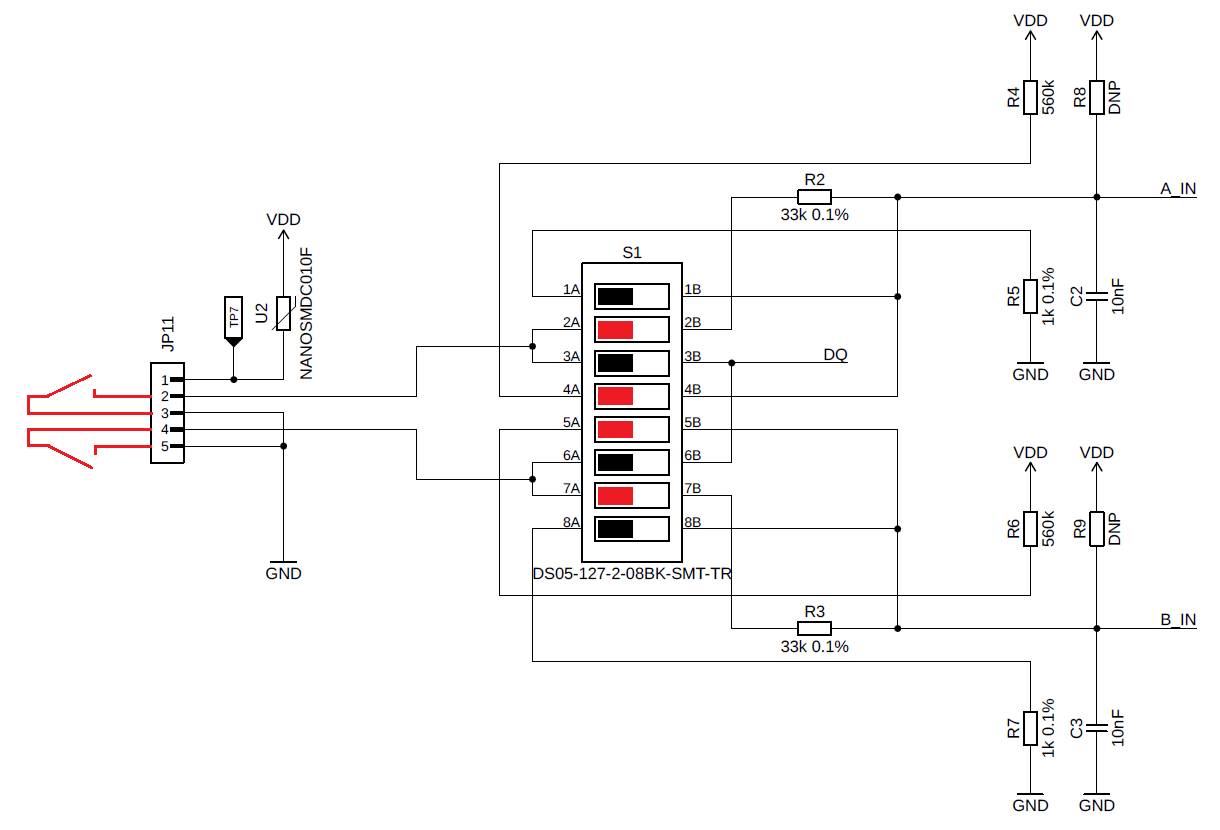 VDD
VDD
R4
560k
R8
DNP
A_IN
R2
33k 0.1%
VDD
NANOSMDC010F
U2
TP7
JP11
1
2
3
4
5
GND
S1
1A
1B
2A
2B
3A
3B
4A
4B
5A
5B
6A
6B
7A
7B
8A
8B
DS05-127-2-08BK-SMT-TR
DQ
R5
1k 0.1%
C2
10nF
GND
GND
VDD
VDD
R6
560k
R9
DNP
R3
33k 0.1%
B_IN
R7
1k 0.1%
C3
10nF
GND
GND